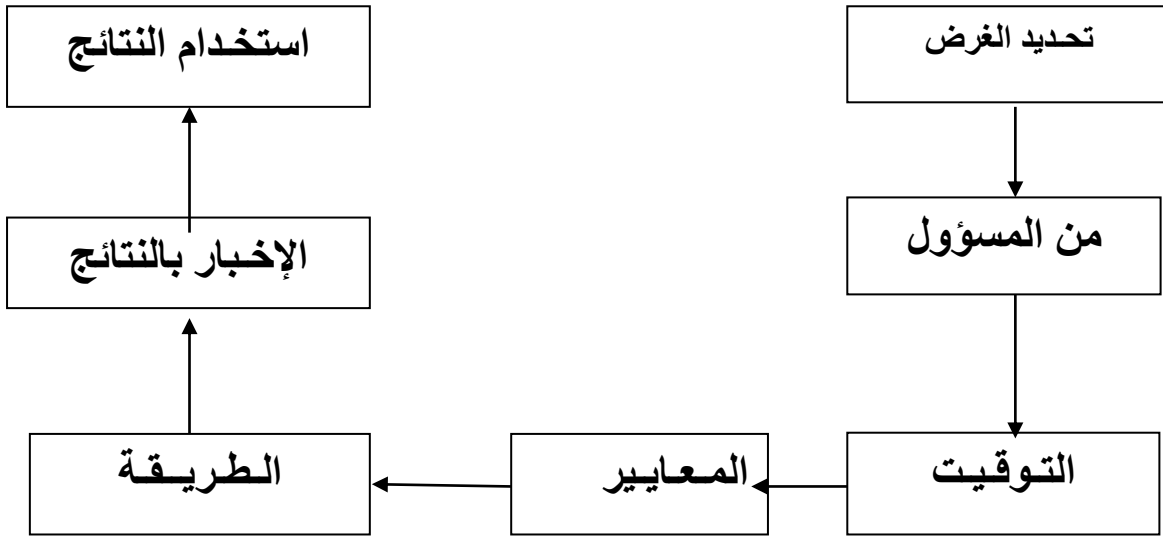 تحديد الغرض
استخدام النتائج
من المسؤول
الإخبار بالنتائج
التوقيت
المعايير
الطريقة